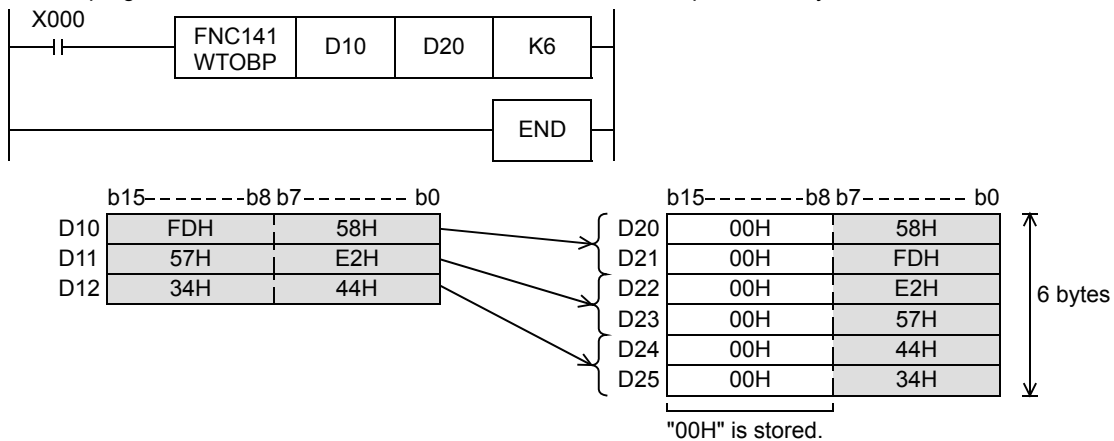 X000
FNC141 WTOBP D10 D20 K6
END
b15-------b8 b7------- b0
D10 FDH 58H
D11 57H E2H
D12 34H 44H
b15-------b8 b7------- b0
D20 00H 58H
D21 00H FDH
D22 00H E2H
D23 00H 57H
D24 00H 44H
D25 00H 34H
6 bytes
"00H" is stored.